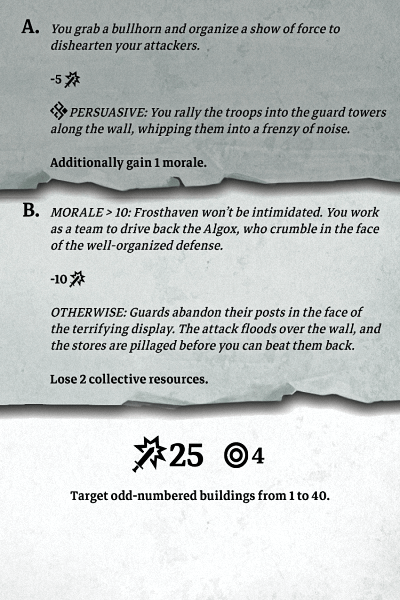 A. You grab a bullhorn and organize a show of force to
dishearten your attackers.
-5
PERSUASIVE: You rally the troops into the guard towers
along the wall, whipping them into a frenzy of noise.
Additionally gain 1 morale.
B. MORALE > 10: Frosthaven won't be intimidated. You work
as a team to drive back the Algox, who crumble in the face
of the well-organized defense.
-10
OTHERWISE: Guards abandon their posts in the face of
the terrifying display. The attack floods over the wall, and
the stores are pillaged before you can beat them back.
Lose 2 collective resources.
25 4
Target odd-numbered buildings from 1 to 40.